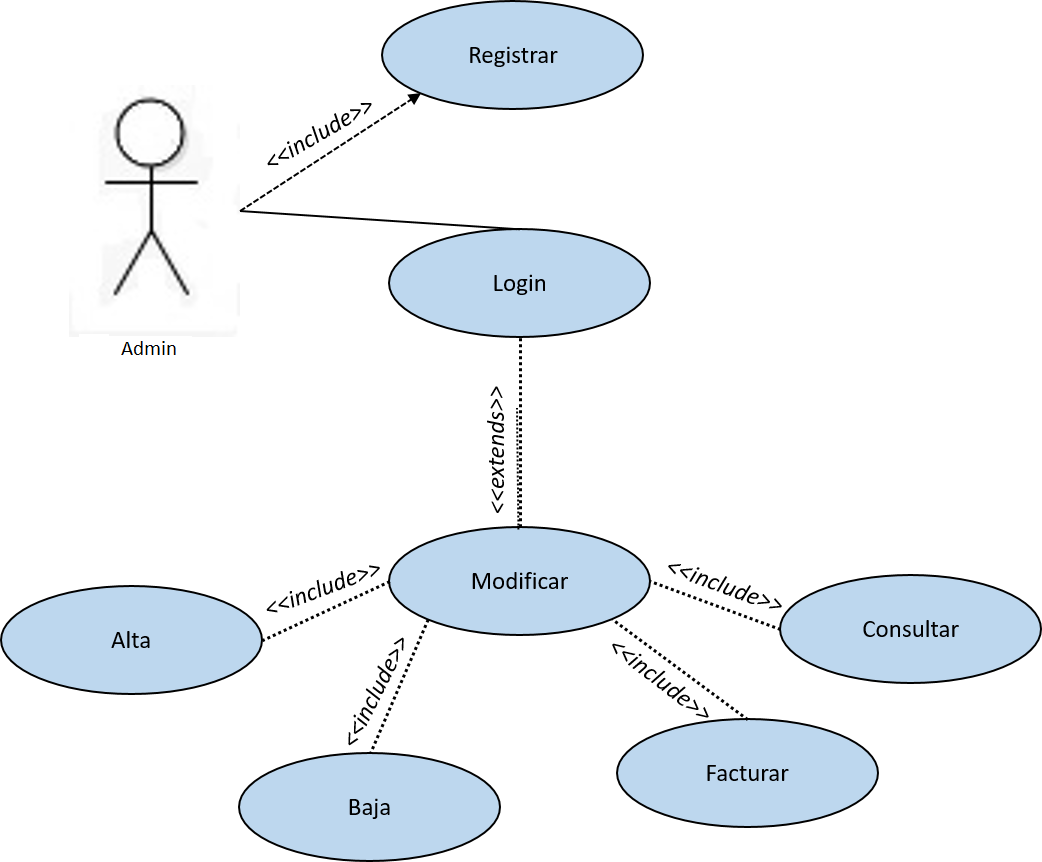 Registrar
<<include>>
Login
Admin
<<extends>>
Modificar
<<include>>
<<include>>
Alta
Consultar
<<include>>
<<include>>
Facturar
Baja